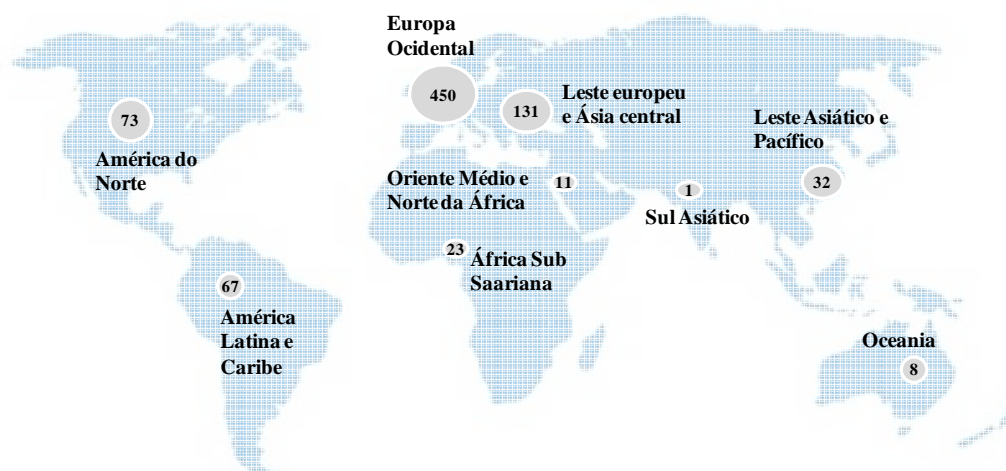 Europa
Ocidental
450
Leste europeu
e Ásia central
131
Leste Asiático e
Pacífico
32
73
América do
Norte
Oriente Médio e
Norte da África
11
1
Sul Asiático
23
África Sub
Saariana
67
América
Latina e
Caribe
Oceania
8